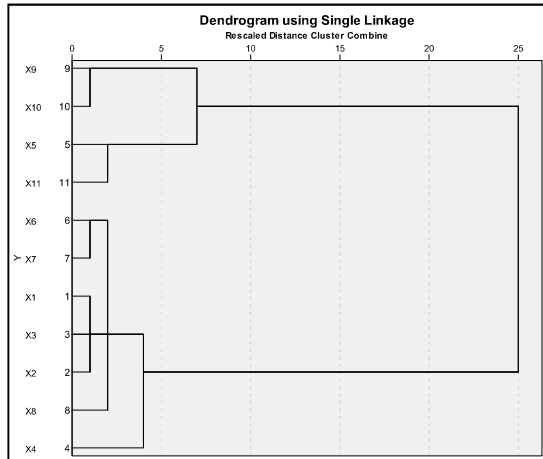 Dendrogram using Single Linkage
Rescaled Distance Cluster Combine
0 5 10 15 20 25
X9 9
X10 10
X5 5
X11 11
X6 6
Y
X7 7
X1 1
X3 3
X2 2
X8 8
X4 4